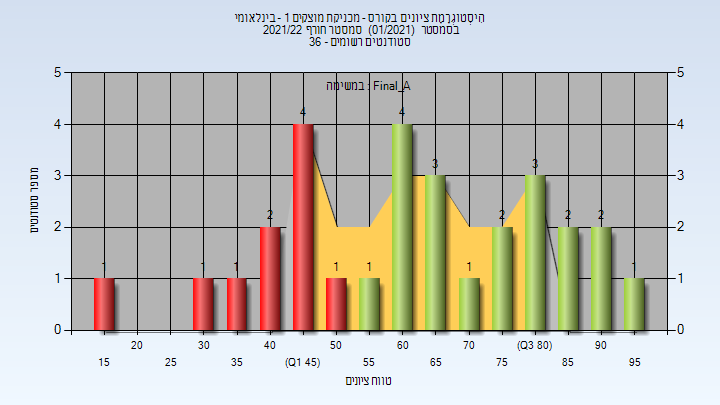 היסטוגרמת ציונים בקורס - מכניקת מוצקים 1 - בינלאומי
בסמסטר (01/2021) סמסטר חורף 2021/22
סטודנטים רשומים - 36
במשימה : Final_A
מספר סטודנטים
5 5
4 4
3 3
2 2
1 1
0 0
1 1 1 2 4 1 1 4 3 1 2 3 2 2 1
20 30 40 50 60 70 (Q3 80) 90
15 25 35 (Q1 45) 55 65 75 85 95
טווח ציונים